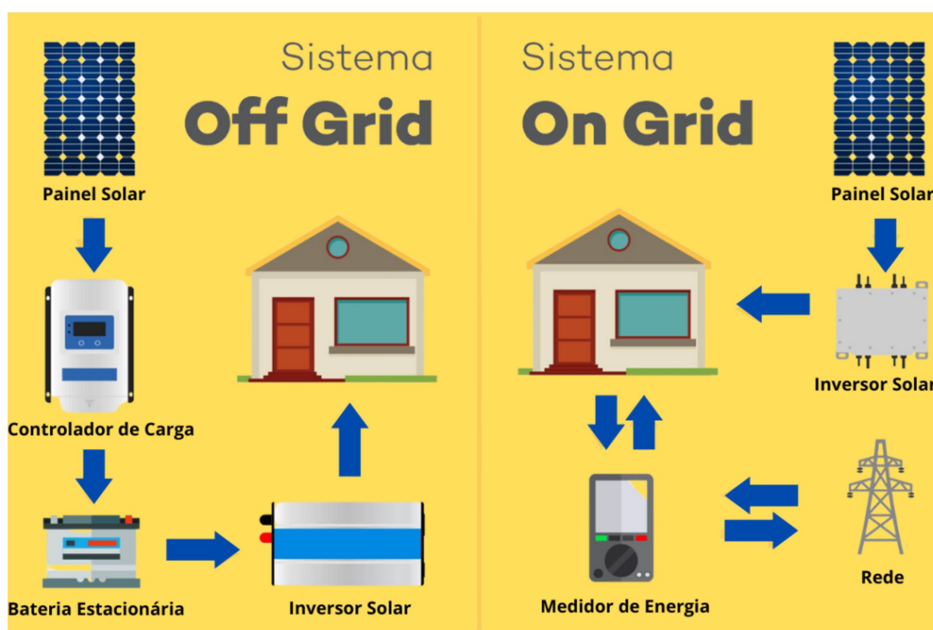 Sistema
Off Grid
Painel Solar
Controlador de Carga
Bateria Estacionária
Inversor Solar
Sistema
On Grid
Painel Solar
Inversor Solar
Medidor de Energia
Rede